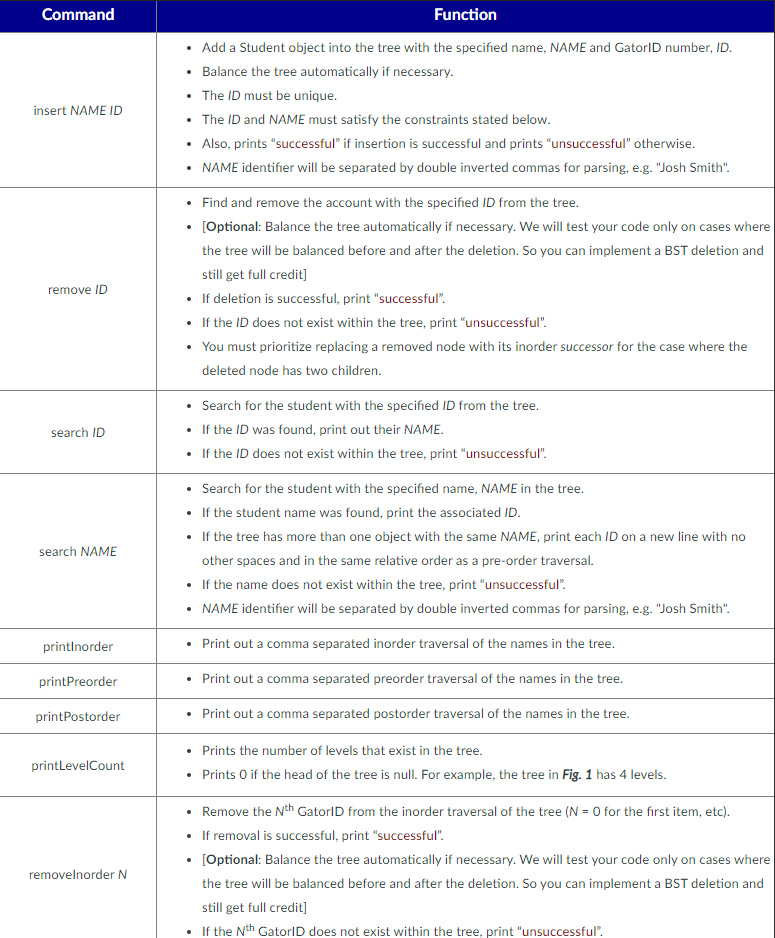 Command Function
insert NAME ID
Add a Student object into the tree with the specified name, NAME and GatorID number, ID.
Balance the tree automatically if necessary.
The ID must be unique.
The ID and NAME must satisfy the constraints stated below.
Also, prints “successful” if insertion is successful and prints “unsuccessful” otherwise.
NAME identifier will be separated by double inverted commas for parsing, e.g. "Josh Smith".
remove ID
Find and remove the account with the specified ID from the tree.
[Optional: Balance the tree automatically if necessary. We will test your code only on cases where
the tree will be balanced before and after the deletion. So you can implement a BST deletion and
still get full credit]
If deletion is successful, print “successful”.
If the ID does not exist within the tree, print “unsuccessful”.
You must prioritize replacing a removed node with its inorder successor for the case where the
deleted node has two children.
search ID
Search for the student with the specified ID from the tree.
If the ID was found, print out their NAME.
If the ID does not exist within the tree, print “unsuccessful”.
search NAME
Search for the student with the specified name, NAME in the tree.
If the student name was found, print the associated ID.
If the tree has more than one object with the same NAME, print each ID on a new line with no
other spaces and in the same relative order as a pre-order traversal.
If the name does not exist within the tree, print “unsuccessful”.
NAME identifier will be separated by double inverted commas for parsing, e.g. "Josh Smith".
printInorder
Print out a comma separated inorder traversal of the names in the tree.
printPreorder
Print out a comma separated preorder traversal of the names in the tree.
printPostorder
Print out a comma separated postorder traversal of the names in the tree.
printLevelCount
Prints the number of levels that exist in the tree.
Prints 0 if the head of the tree is null. For example, the tree in Fig. 1 has 4 levels.
removeInorder N
Remove the Nth GatorID from the inorder traversal of the tree (N = 0 for the first item, etc).
If removal is successful, print “successful”.
[Optional: Balance the tree automatically if necessary. We will test your code only on cases where
the tree will be balanced before and after the deletion. So you can implement a BST deletion and
still get full credit]
If the Nth GatorID does not exist within the tree, print “unsuccessful”.